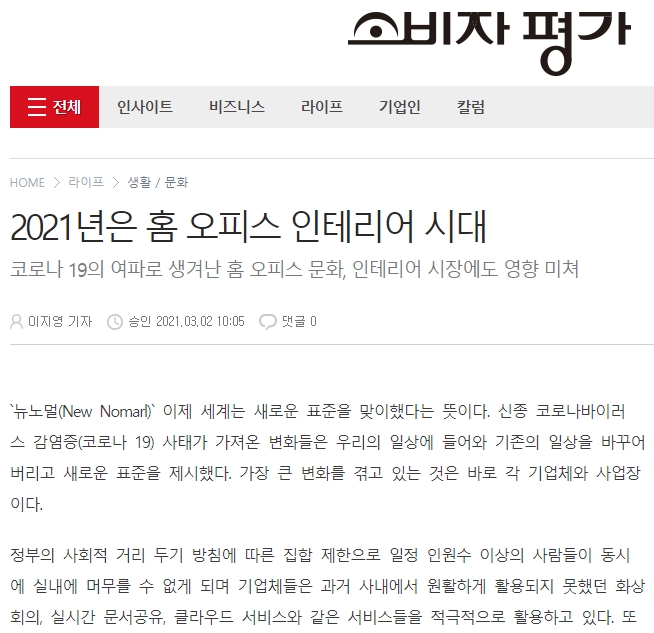 소비자 평가
전체 인사이트 비즈니스 라이프 기업인 칼럼
HOME > 라이프 > 생활 / 문화
2021년은 홈 오피스 인테리어 시대
코로나 19의 여파로 생겨난 홈 오피스 문화, 인테리어 시장에도 영향 미쳐
이지영 기자 승인 2021.03.02 10:05 댓글 0
`뉴노멀(New Nomarl)` 이제 세계는 새로운 표준을 맞이했다는 뜻이다. 신종 코로나바이러
스 감염증(코로나 19) 사태가 가져온 변화들은 우리의 일상에 들어와 기존의 일상을 바꾸어
버리고 새로운 표준을 제시했다. 가장 큰 변화를 겪고 있는 것은 바로 각 기업체와 사업장
이다.
정부의 사회적 거리 두기 방침에 따른 집합 제한으로 일정 인원수 이상의 사람들이 동시
에 실내에 머무를 수 없게 되며 기업체들은 과거 사내에서 원활하게 활용되지 못했던 화상
회의, 실시간 문서공유, 클라우드 서비스와 같은 서비스들을 적극적으로 활용하고 있다. 또